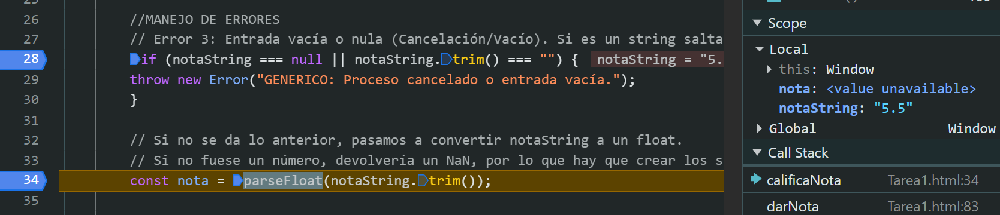 26 //MANEJO DE ERRORES
27 // Error 3: Entrada vacía o nula (Cancelación/Vacío). Si es un string salta
28 if (notaString === null || notaString.trim() === "") { notaString = "5.
29 throw new Error("GENERICO: Proceso cancelado o entrada vacía.");
30 }
31
32 // Si no se da lo anterior, pasamos a convertir notaString a un float.
33 // Si no fuese un número, devolvería un NaN, por lo que hay que crear los s
34 const nota = parseFloat(notaString.trim());
35
Scope
Local
this: Window
nota: <value unavailable>
notaString: "5.5"
Global Window
Call Stack
calificaNota Tarea1.html:34
darNota Tarea1.html:83